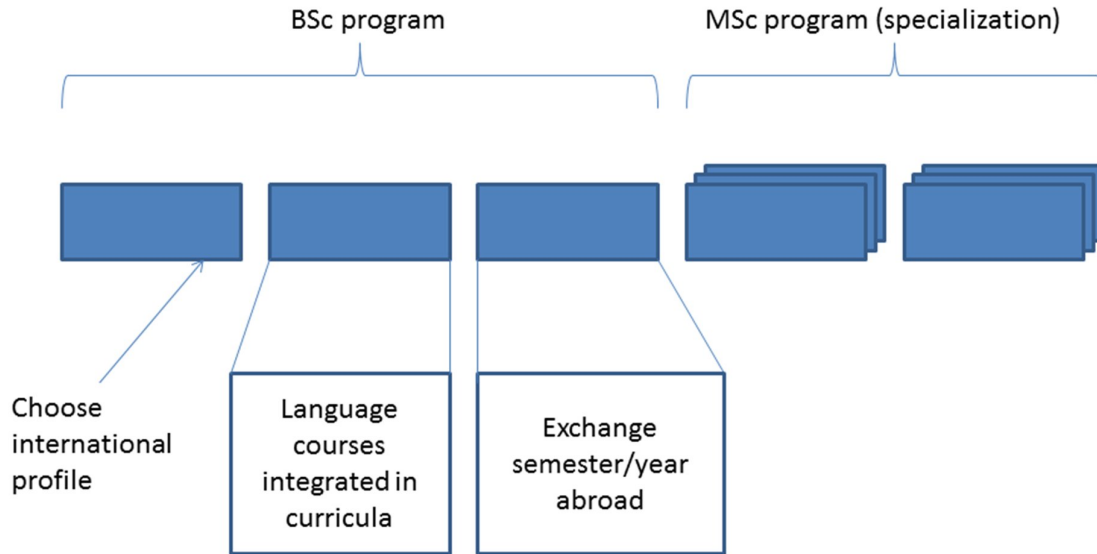 BSc program
MSc program (specialization)
Choose
international
profile
Language
courses
integrated in
curricula
Exchange
semester/year
abroad